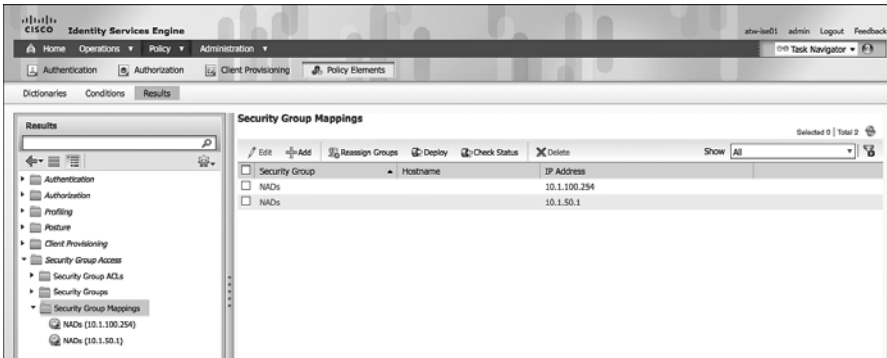 CISCO Identity Services Engine
atw-ise01 admin Logout Feedback
Home Operations Policy Administration
Task Navigator
Authentication Authorization Client Provisioning Policy Elements
Dictionaries Conditions Results
Results
Security Group Mappings
Selected 0 | Total 2
Edit Add Reassign Groups Deploy Check Status Delete Show All
Security Group Hostname IP Address
NADs 10.1.100.254
NADs 10.1.50.1
Authentication
Authorization
Profiling
Posture
Client Provisioning
Security Group Access
Security Group ACLs
Security Groups
Security Group Mappings
NADs (10.1.100.254)
NADs (10.1.50.1)